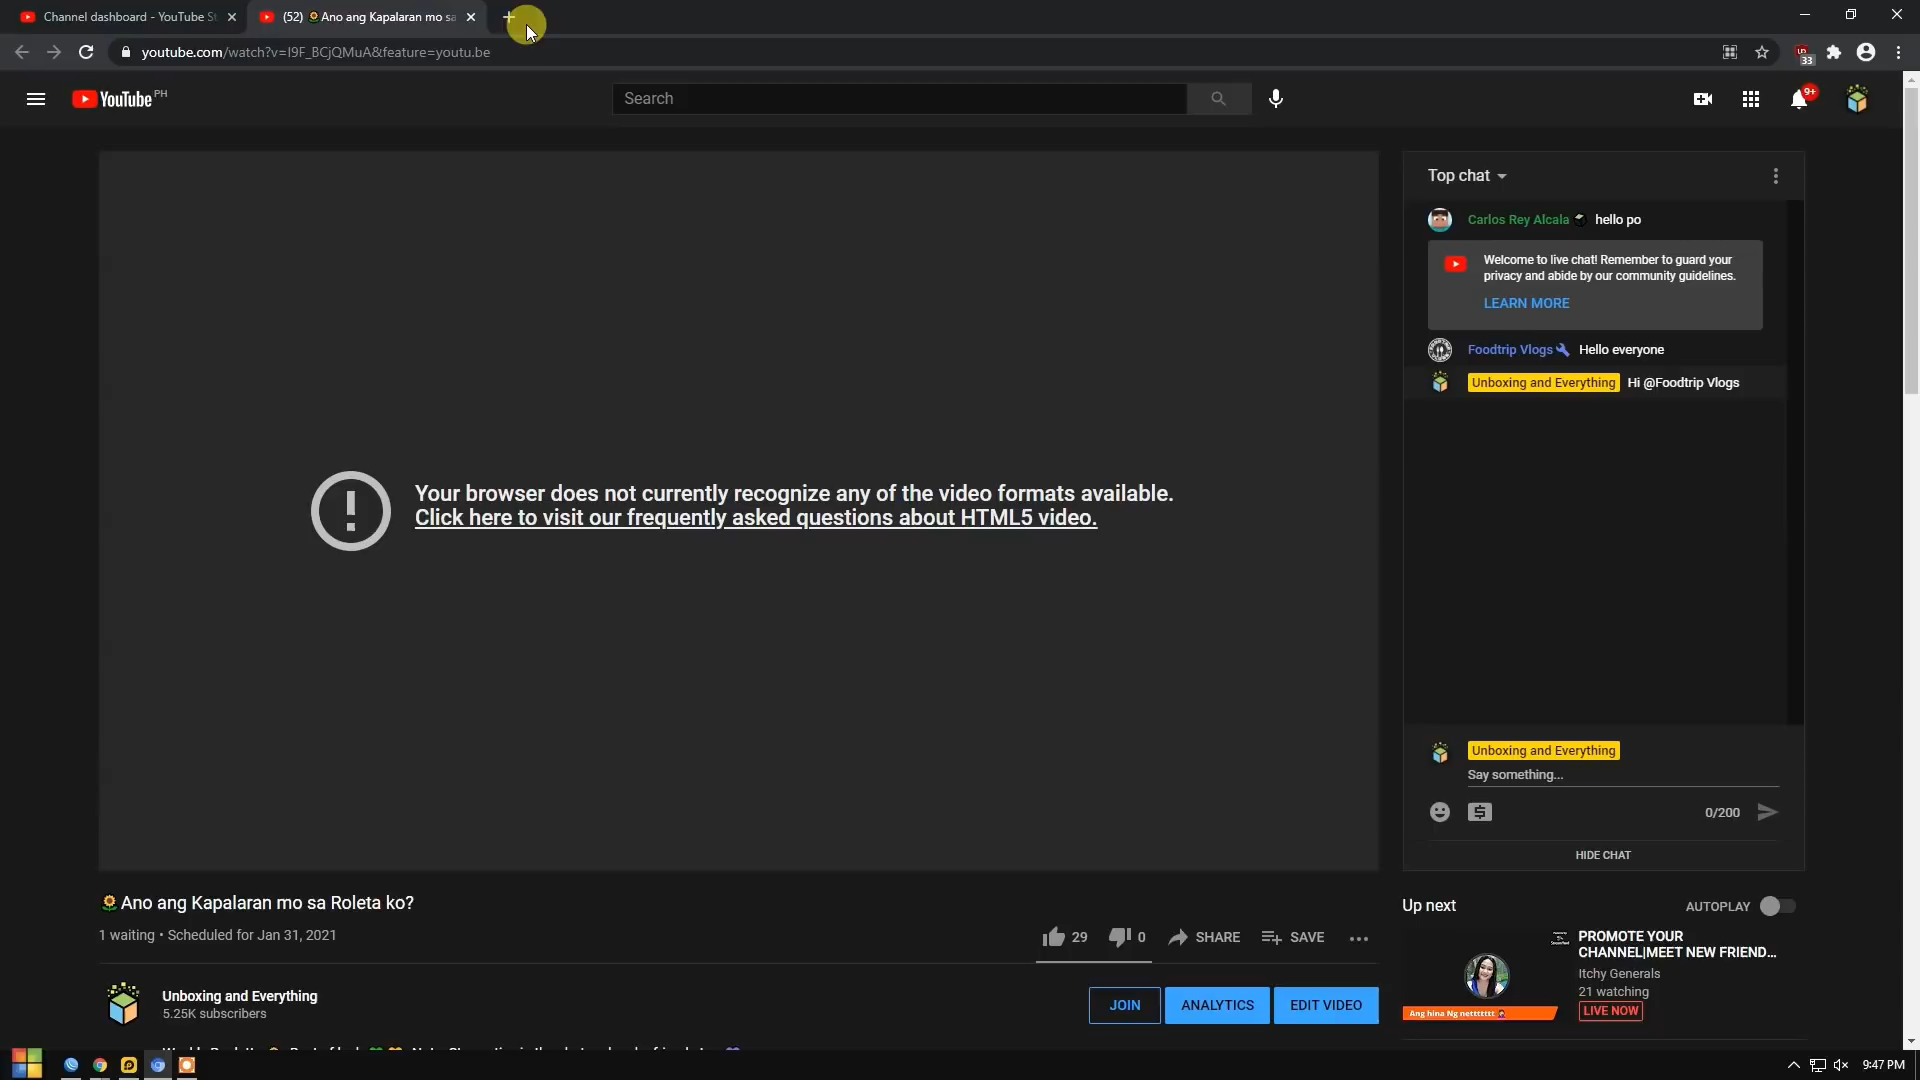 Channel dashboard - YouTube St
(52) 🌻Ano ang Kapalaran mo sa
youtube.com/watch?v=I9F_BCjQMuA&feature=youtu.be
33
YouTube PH
Search
9+
Your browser does not currently recognize any of the video formats available.
Click here to visit our frequently asked questions about HTML5 video.
Top chat
Carlos Rey Alcala hello po
Welcome to live chat! Remember to guard your
privacy and abide by our community guidelines.
LEARN MORE
Foodtrip Vlogs Hello everyone
Unboxing and Everything Hi @Foodtrip Vlogs
Unboxing and Everything
Say something...
0/200
HIDE CHAT
🌻Ano ang Kapalaran mo sa Roleta ko?
1 waiting • Scheduled for Jan 31, 2021
29
0
SHARE
SAVE
Unboxing and Everything
5.25K subscribers
JOIN
ANALYTICS
EDIT VIDEO
Up next
AUTOPLAY
PROMOTE YOUR
CHANNEL|MEET NEW FRIEND...
Itchy Generals
21 watching
LIVE NOW
Ang hina Ng nettttttt
9:47 PM